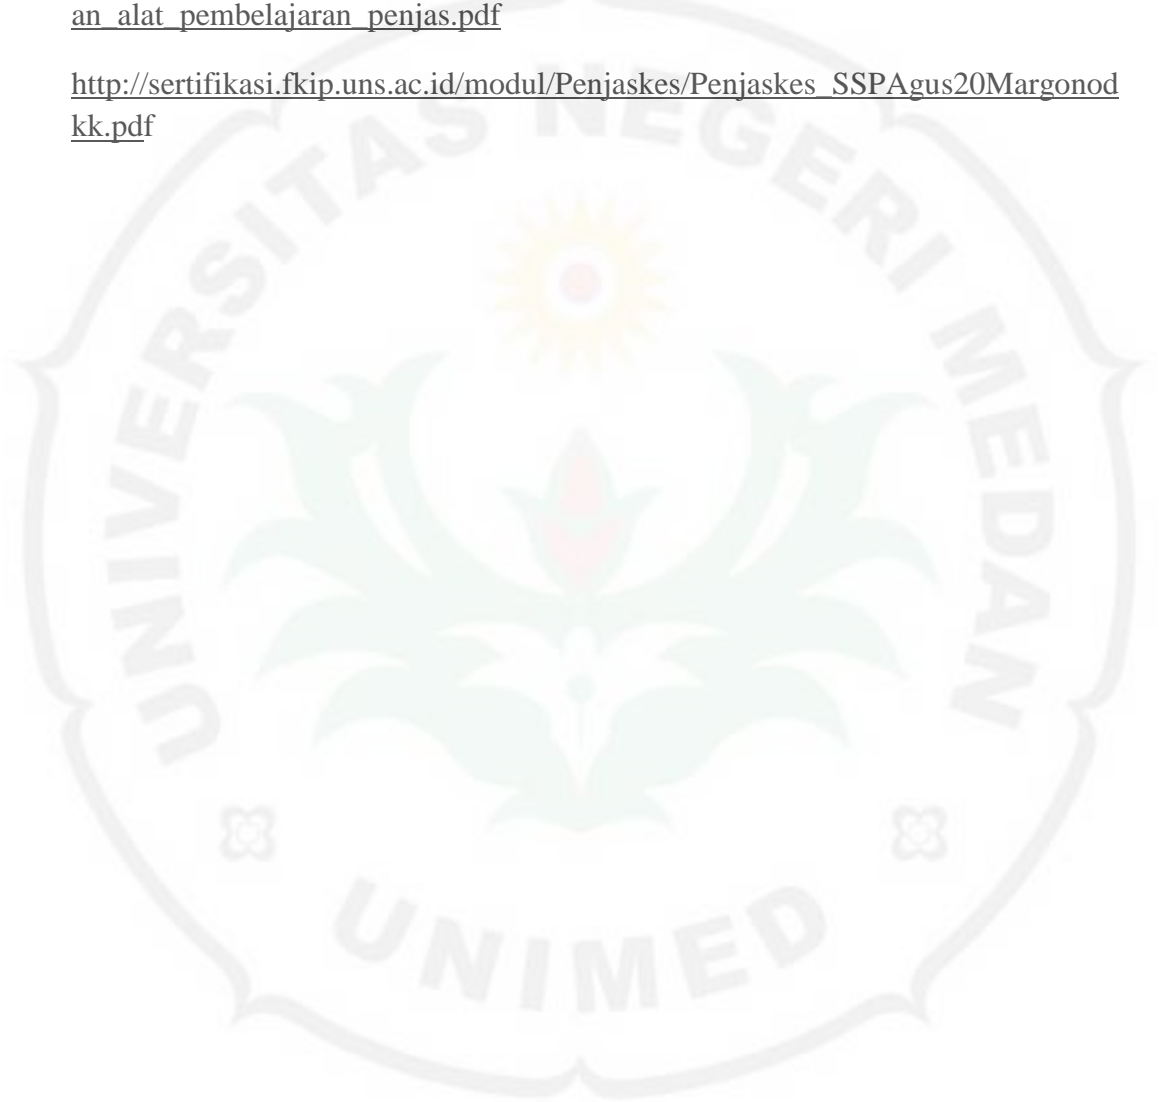 an_alat_pembelajaran_penjas.pdf
http://sertifikasi.fkip.uns.ac.id/modul/Penjaskes/Penjaskes_SSPAgus20Margonod
kk.pdf
UNIVERSITAS NEGERI MEDAN
UNIMED